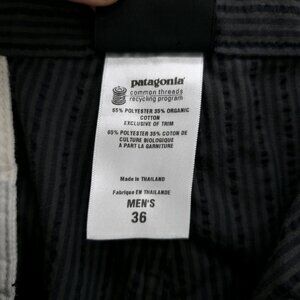 patagonia
common threads
recycling program
65% POLYESTER 35% ORGANIC
COTTON
EXCLUSIVE OF TRIM
65% POLYESTER 35% COTON DE
CULTURE BIOLOGIQUE
A PART LA GARNITURE
Made in THAILAND
Fabriqué EN THAILANDE
MEN'S
36